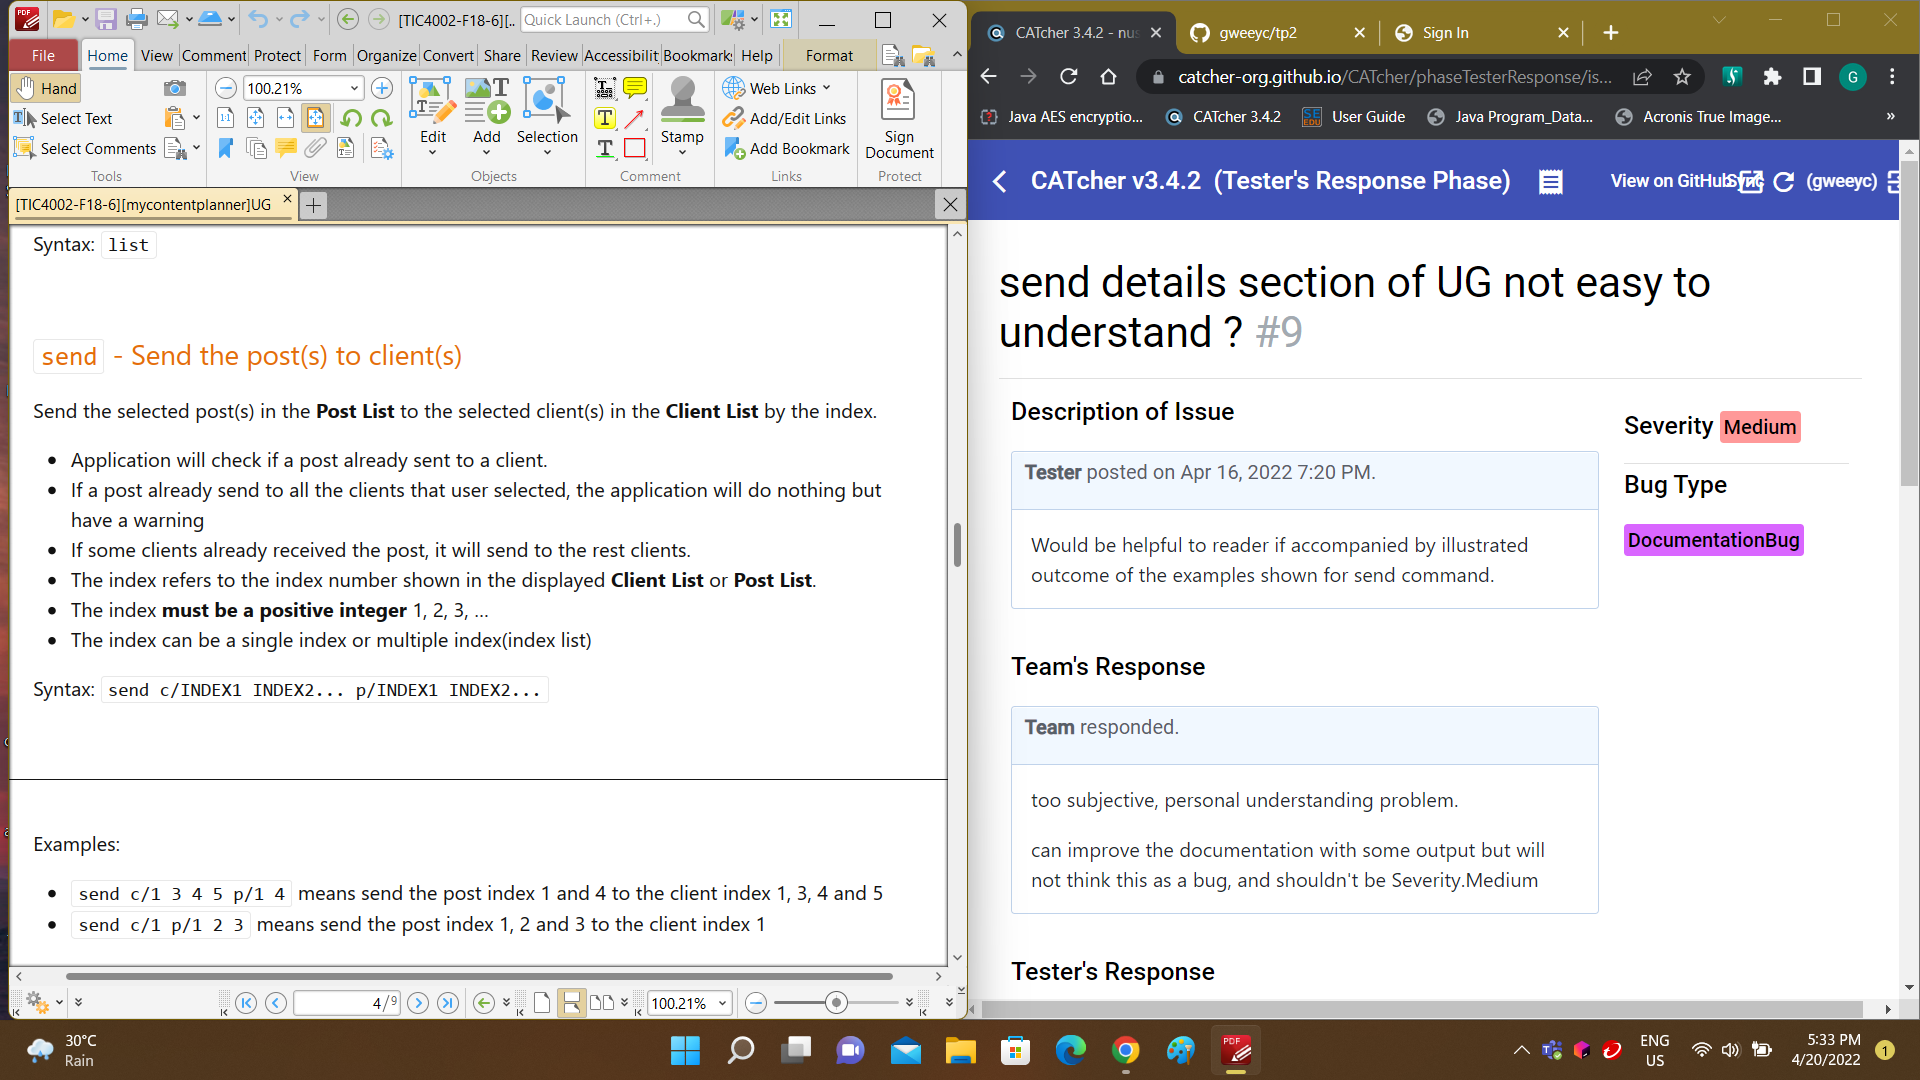 [TIC4002-F18-6][..
Quick Launch (Ctrl+.)
File
Home
View
Comment
Protect
Form
Organize
Convert
Share
Review
Accessibilit
Bookmark:
Help
Format
Hand
Select Text
Select Comments
Tools
100.21%
View
Edit
Add
Selection
Objects
Stamp
Comment
Web Links
Add/Edit Links
Add Bookmark
Links
Sign
Document
Protect
[TIC4002-F18-6][mycontentplanner]UG
Syntax: list
send - Send the post(s) to client(s)
Send the selected post(s) in the Post List to the selected client(s) in the Client List by the index.
• Application will check if a post already sent to a client.
• If a post already send to all the clients that user selected, the application will do nothing but
have a warning
• If some clients already received the post, it will send to the rest clients.
• The index refers to the index number shown in the displayed Client List or Post List.
• The index must be a positive integer 1, 2, 3, ...
• The index can be a single index or multiple index(index list)
Syntax: send c/INDEX1 INDEX2... p/INDEX1 INDEX2...
Examples:
• send c/1 3 4 5 p/1 4 means send the post index 1 and 4 to the client index 1, 3, 4 and 5
• send c/1 p/1 2 3 means send the post index 1, 2 and 3 to the client index 1
4/9
100.21%
CATcher 3.4.2 - nus
gweeyc/tp2
Sign In
catcher-org.github.io/CATcher/phaseTesterResponse/is...
G
Java AES encryptio...
CATcher 3.4.2
User Guide
Java Program_Data...
Acronis True Image...
»
CATcher v3.4.2 (Tester's Response Phase)
View on GitHub
Sync
(gweeyc)
send details section of UG not easy to
understand ? #9
Description of Issue
Tester posted on Apr 16, 2022 7:20 PM.
Would be helpful to reader if accompanied by illustrated
outcome of the examples shown for send command.
Team's Response
Team responded.
too subjective, personal understanding problem.
can improve the documentation with some output but will
not think this as a bug, and shouldn't be Severity.Medium
Tester's Response
Severity Medium
Bug Type
DocumentationBug
30°C
Rain
PDF
ENG
US
5:33 PM
4/20/2022
1